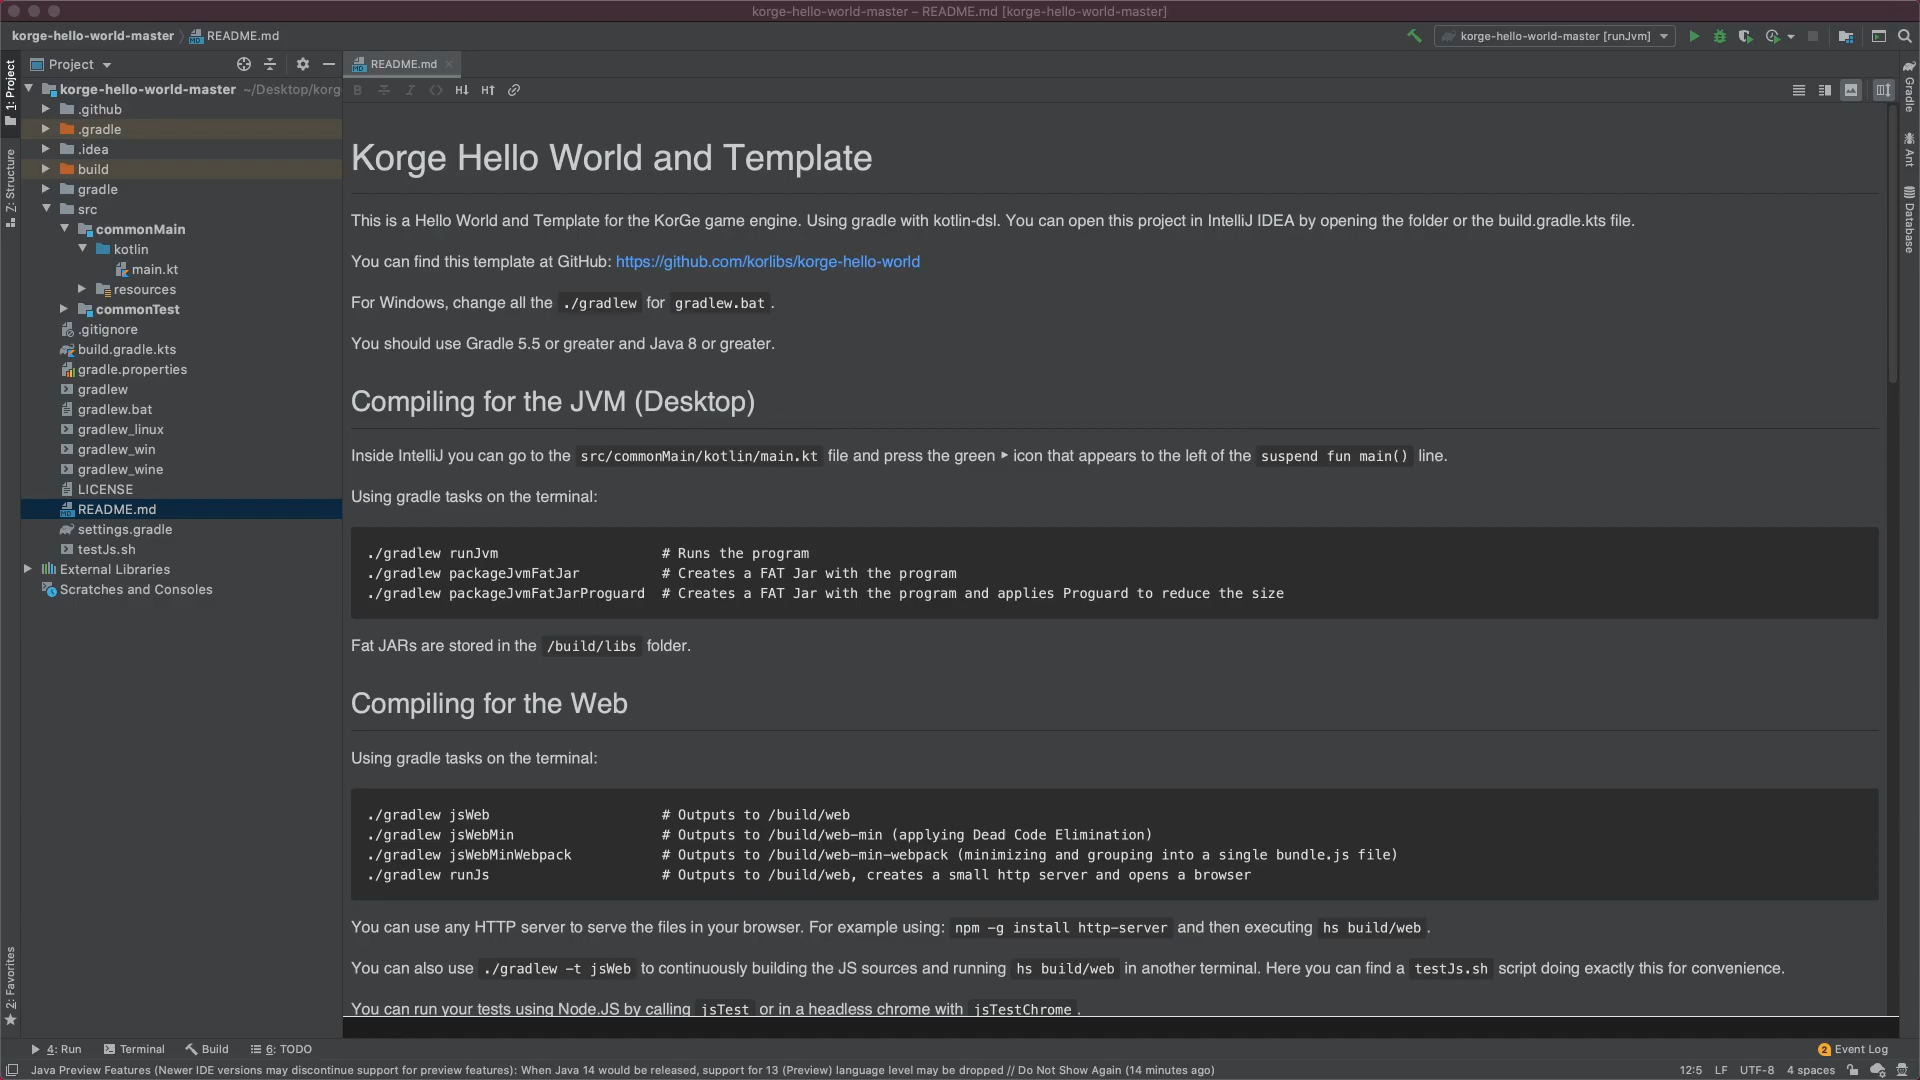 korge-hello-world-master – README.md [korge-hello-world-master]
korge-hello-world-master README.md
korge-hello-world-master [runJvm]
Project
README.md
1: Project
Z: Structure
2: Favorites
korge-hello-world-master ~/Desktop/korg
.github
.gradle
.idea
build
gradle
src
commonMain
kotlin
main.kt
resources
commonTest
.gitignore
build.gradle.kts
gradle.properties
gradlew
gradlew.bat
gradlew_linux
gradlew_win
gradlew_wine
LICENSE
README.md
settings.gradle
testJs.sh
External Libraries
Scratches and Consoles
Korge Hello World and Template
This is a Hello World and Template for the KorGe game engine. Using gradle with kotlin-dsl. You can open this project in IntelliJ IDEA by opening the folder or the build.gradle.kts file.
You can find this template at GitHub: https://github.com/korlibs/korge-hello-world
For Windows, change all the ./gradlew for gradlew.bat.
You should use Gradle 5.5 or greater and Java 8 or greater.
Compiling for the JVM (Desktop)
Inside IntelliJ you can go to the src/commonMain/kotlin/main.kt file and press the green ▶ icon that appears to the left of the suspend fun main() line.
Using gradle tasks on the terminal:
./gradlew runJvm # Runs the program
./gradlew packageJvmFatJar # Creates a FAT Jar with the program
./gradlew packageJvmFatJarProguard # Creates a FAT Jar with the program and applies Proguard to reduce the size
Fat JARs are stored in the /build/libs folder.
Compiling for the Web
Using gradle tasks on the terminal:
./gradlew jsWeb # Outputs to /build/web
./gradlew jsWebMin # Outputs to /build/web-min (applying Dead Code Elimination)
./gradlew jsWebMinWebpack # Outputs to /build/web-min-webpack (minimizing and grouping into a single bundle.js file)
./gradlew runJs # Outputs to /build/web, creates a small http server and opens a browser
You can use any HTTP server to serve the files in your browser. For example using: npm -g install http-server and then executing hs build/web.
You can also use ./gradlew -t jsWeb to continuously building the JS sources and running hs build/web in another terminal. Here you can find a testJs.sh script doing exactly this for convenience.
You can run your tests using Node.JS by calling jsTest or in a headless chrome with jsTestChrome.
Gradle
Ant
Database
4: Run Terminal Build 6: TODO
2 Event Log
Java Preview Features (Newer IDE versions may discontinue support for preview features): When Java 14 would be released, support for 13 (Preview) language level may be dropped // Do Not Show Again (14 minutes ago)
12:5 LF UTF-8 4 spaces